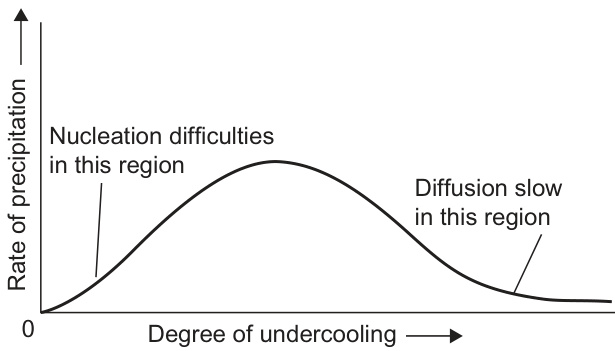 Rate of precipitation
Nucleation difficulties
in this region
Diffusion slow
in this region
0
Degree of undercooling